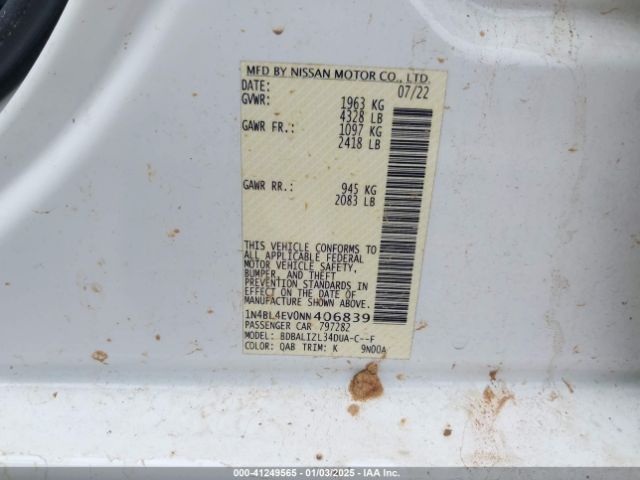 MFD BY NISSAN MOTOR CO., LTD.
DATE: 07/22
GVWR: 1963 KG
4328 LB
GAWR FR.: 1097 KG
2418 LB
GAWR RR.: 945 KG
2083 LB
THIS VEHICLE CONFORMS TO
ALL APPLICABLE FEDERAL
MOTOR VEHICLE SAFETY,
BUMPER, AND THEFT
PREVENTION STANDARDS IN
EFFECT ON THE DATE OF
MANUFACTURE SHOWN ABOVE.
1N4BL4EV0NN406839
PASSENGER CAR 797282
MODEL: BDBALIZL34DUA-C--F
COLOR: QAB TRIM: K 9N00A
000-41249565 - 01/03/2025 - IAA Inc.